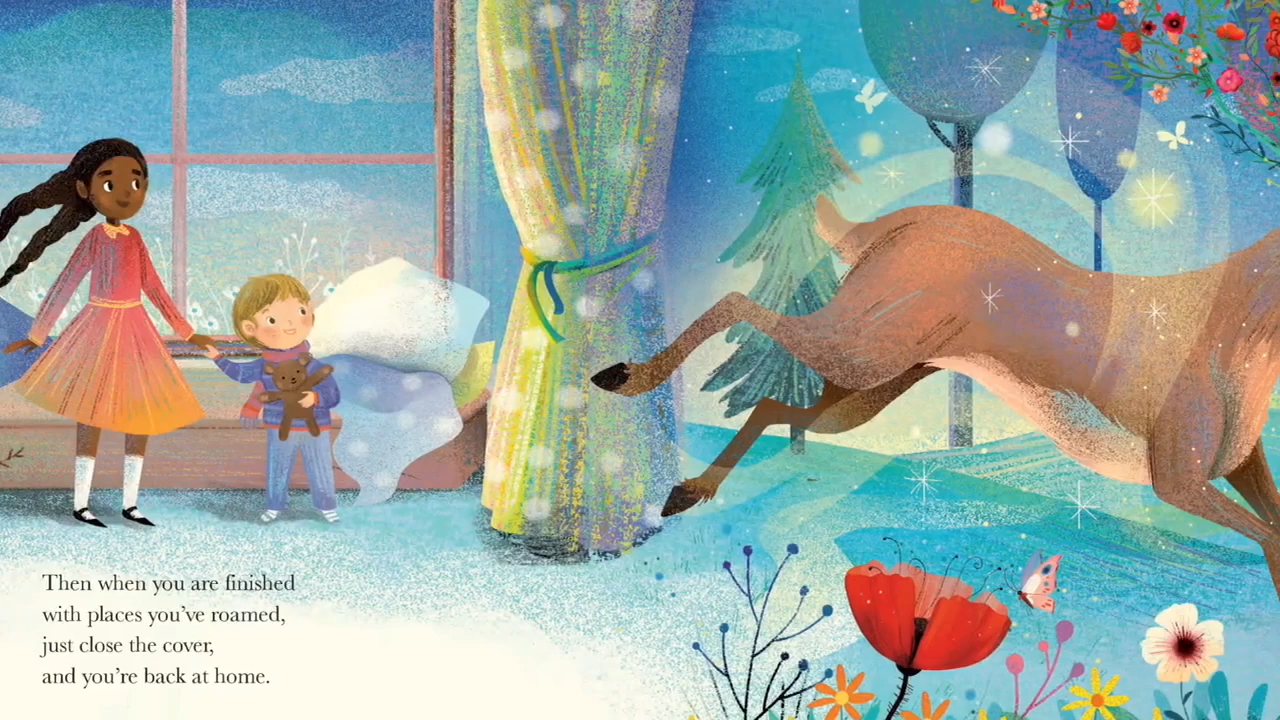 Then when you are finished
with places you’ve roamed,
just close the cover,
and you’re back at home.